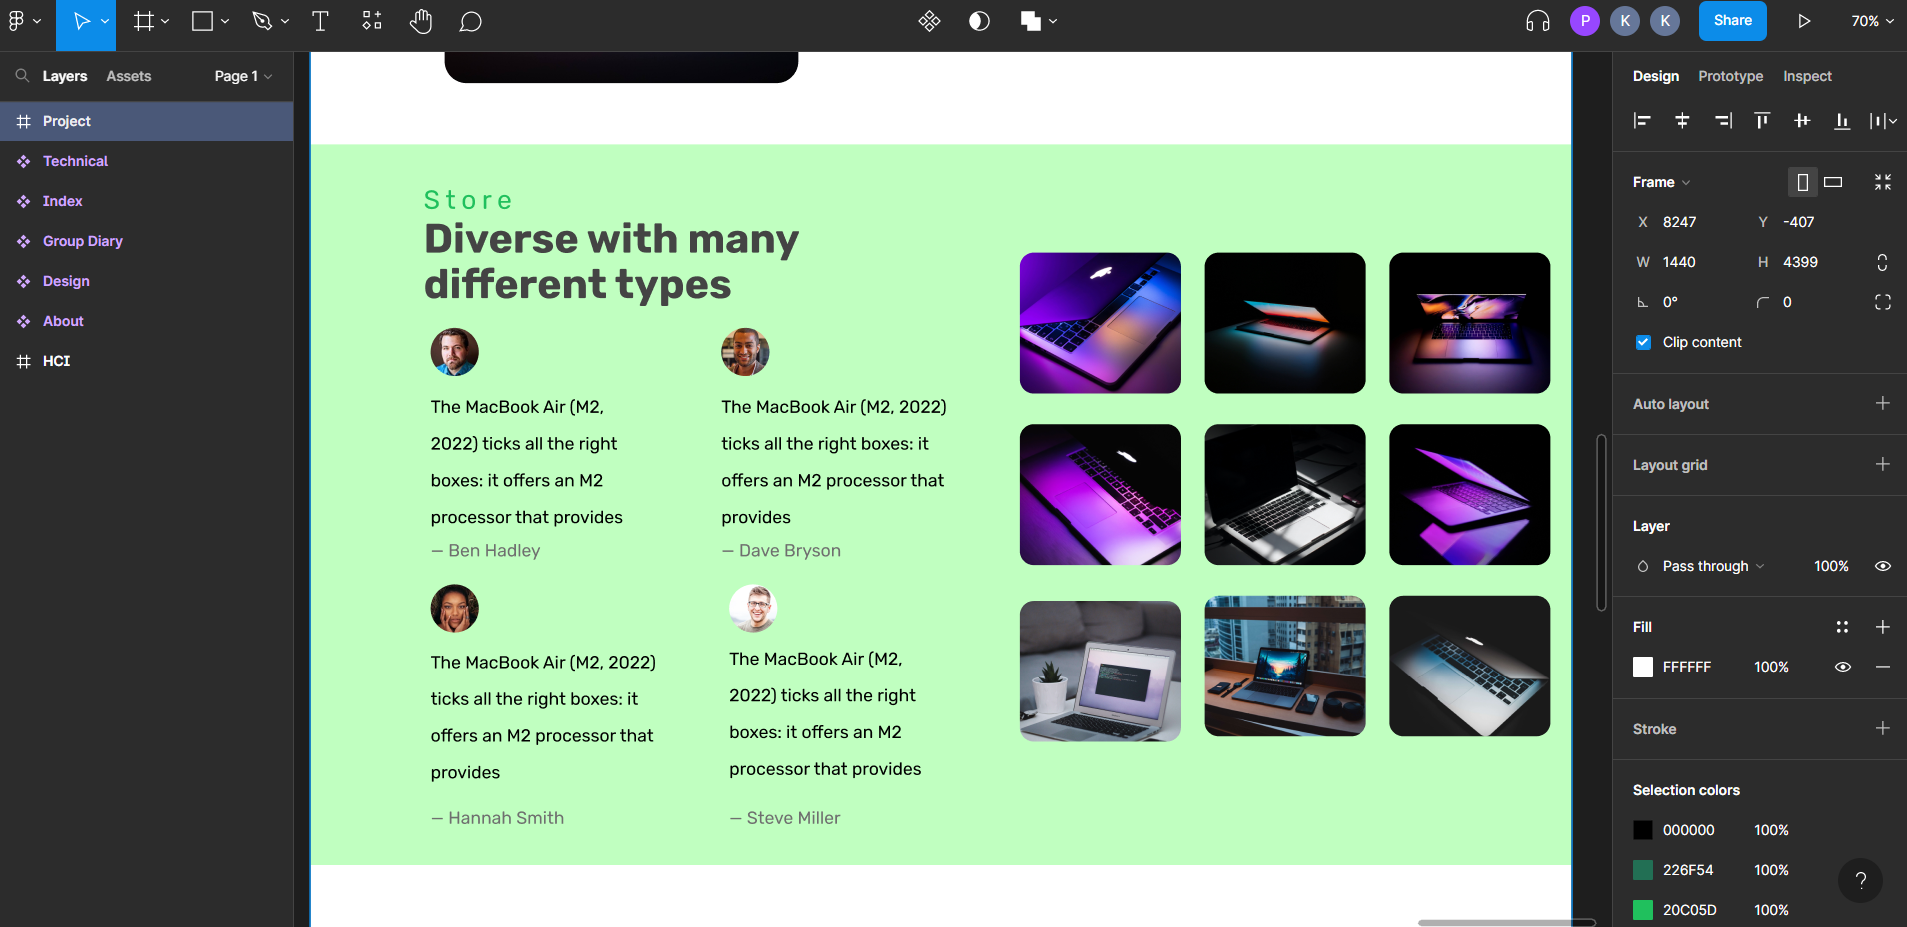 P
K
K
Share
70%
Layers
Assets
Page 1
Project
Technical
Index
Group Diary
Design
About
HCI
Store
Diverse with many
different types
The MacBook Air (M2,
2022) ticks all the right
boxes: it offers an M2
processor that provides
— Ben Hadley
The MacBook Air (M2, 2022)
ticks all the right boxes: it
offers an M2 processor that
provides
— Dave Bryson
The MacBook Air (M2, 2022)
ticks all the right boxes: it
offers an M2 processor that
provides
— Hannah Smith
The MacBook Air (M2,
2022) ticks all the right
boxes: it offers an M2
processor that provides
— Steve Miller
Design
Prototype
Inspect
Frame
X 8247 Y -407
W 1440 H 4399
0° 0
Clip content
Auto layout
Layout grid
Layer
Pass through 100%
Fill
FFFFFF 100%
Stroke
Selection colors
000000 100%
226F54 100%
20C05D 100%
?